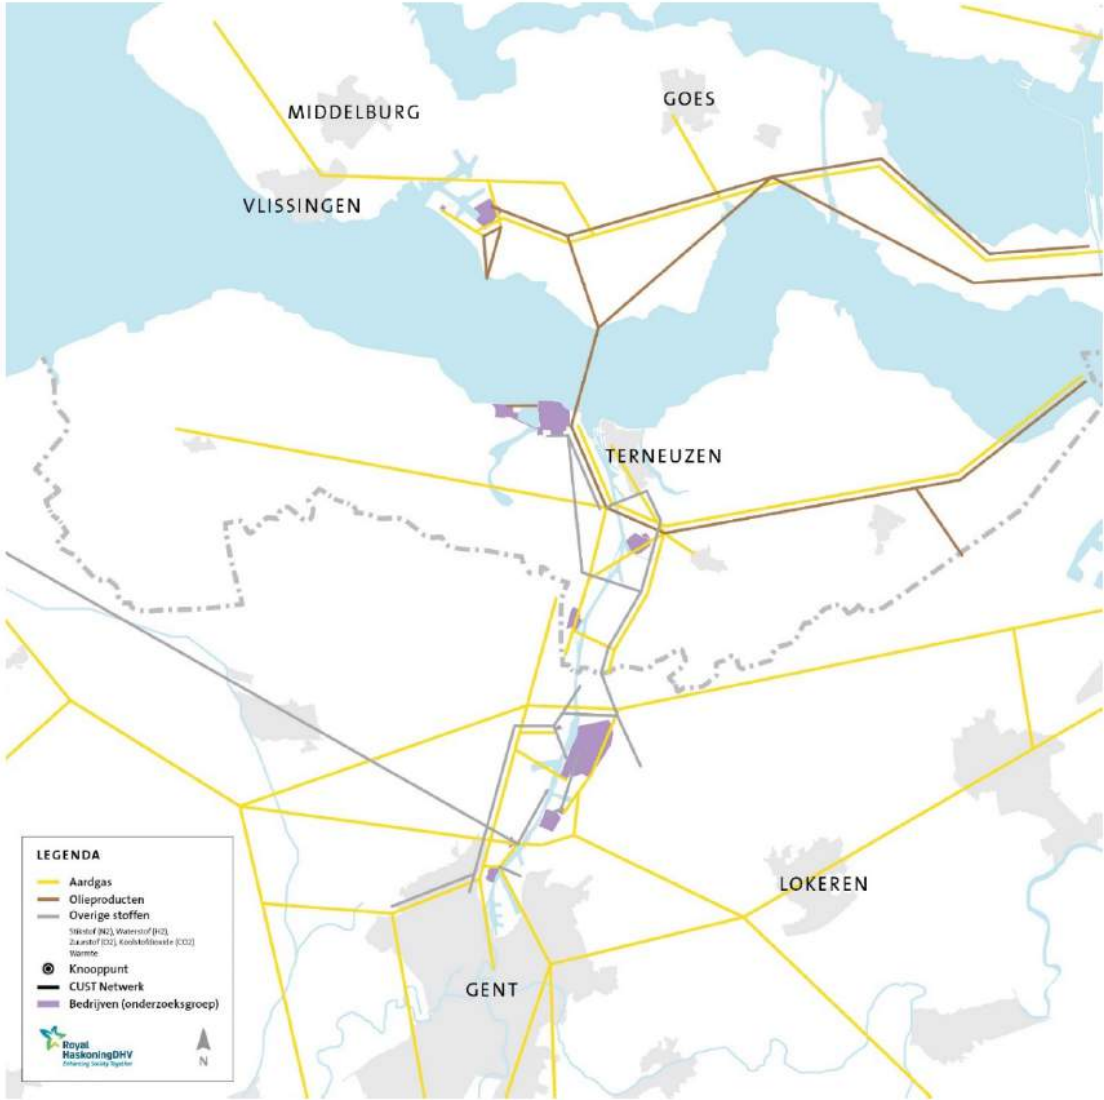 GOES
MIDDELBURG
VLISSINGEN
TERNEUZEN
LOKEREN
GENT
LEGENDA
Aardgas
Olieproducten
Overige stoffen
Stikstof (N2), Waterstof (H2),
Zuurstof (O2), Koolstofdioxide (CO2)
Warmte
Knooppunt
CUST Netwerk
Bedrijven (onderzoeksgroep)
Royal
HaskoningDHV
Enhancing Society Together
N